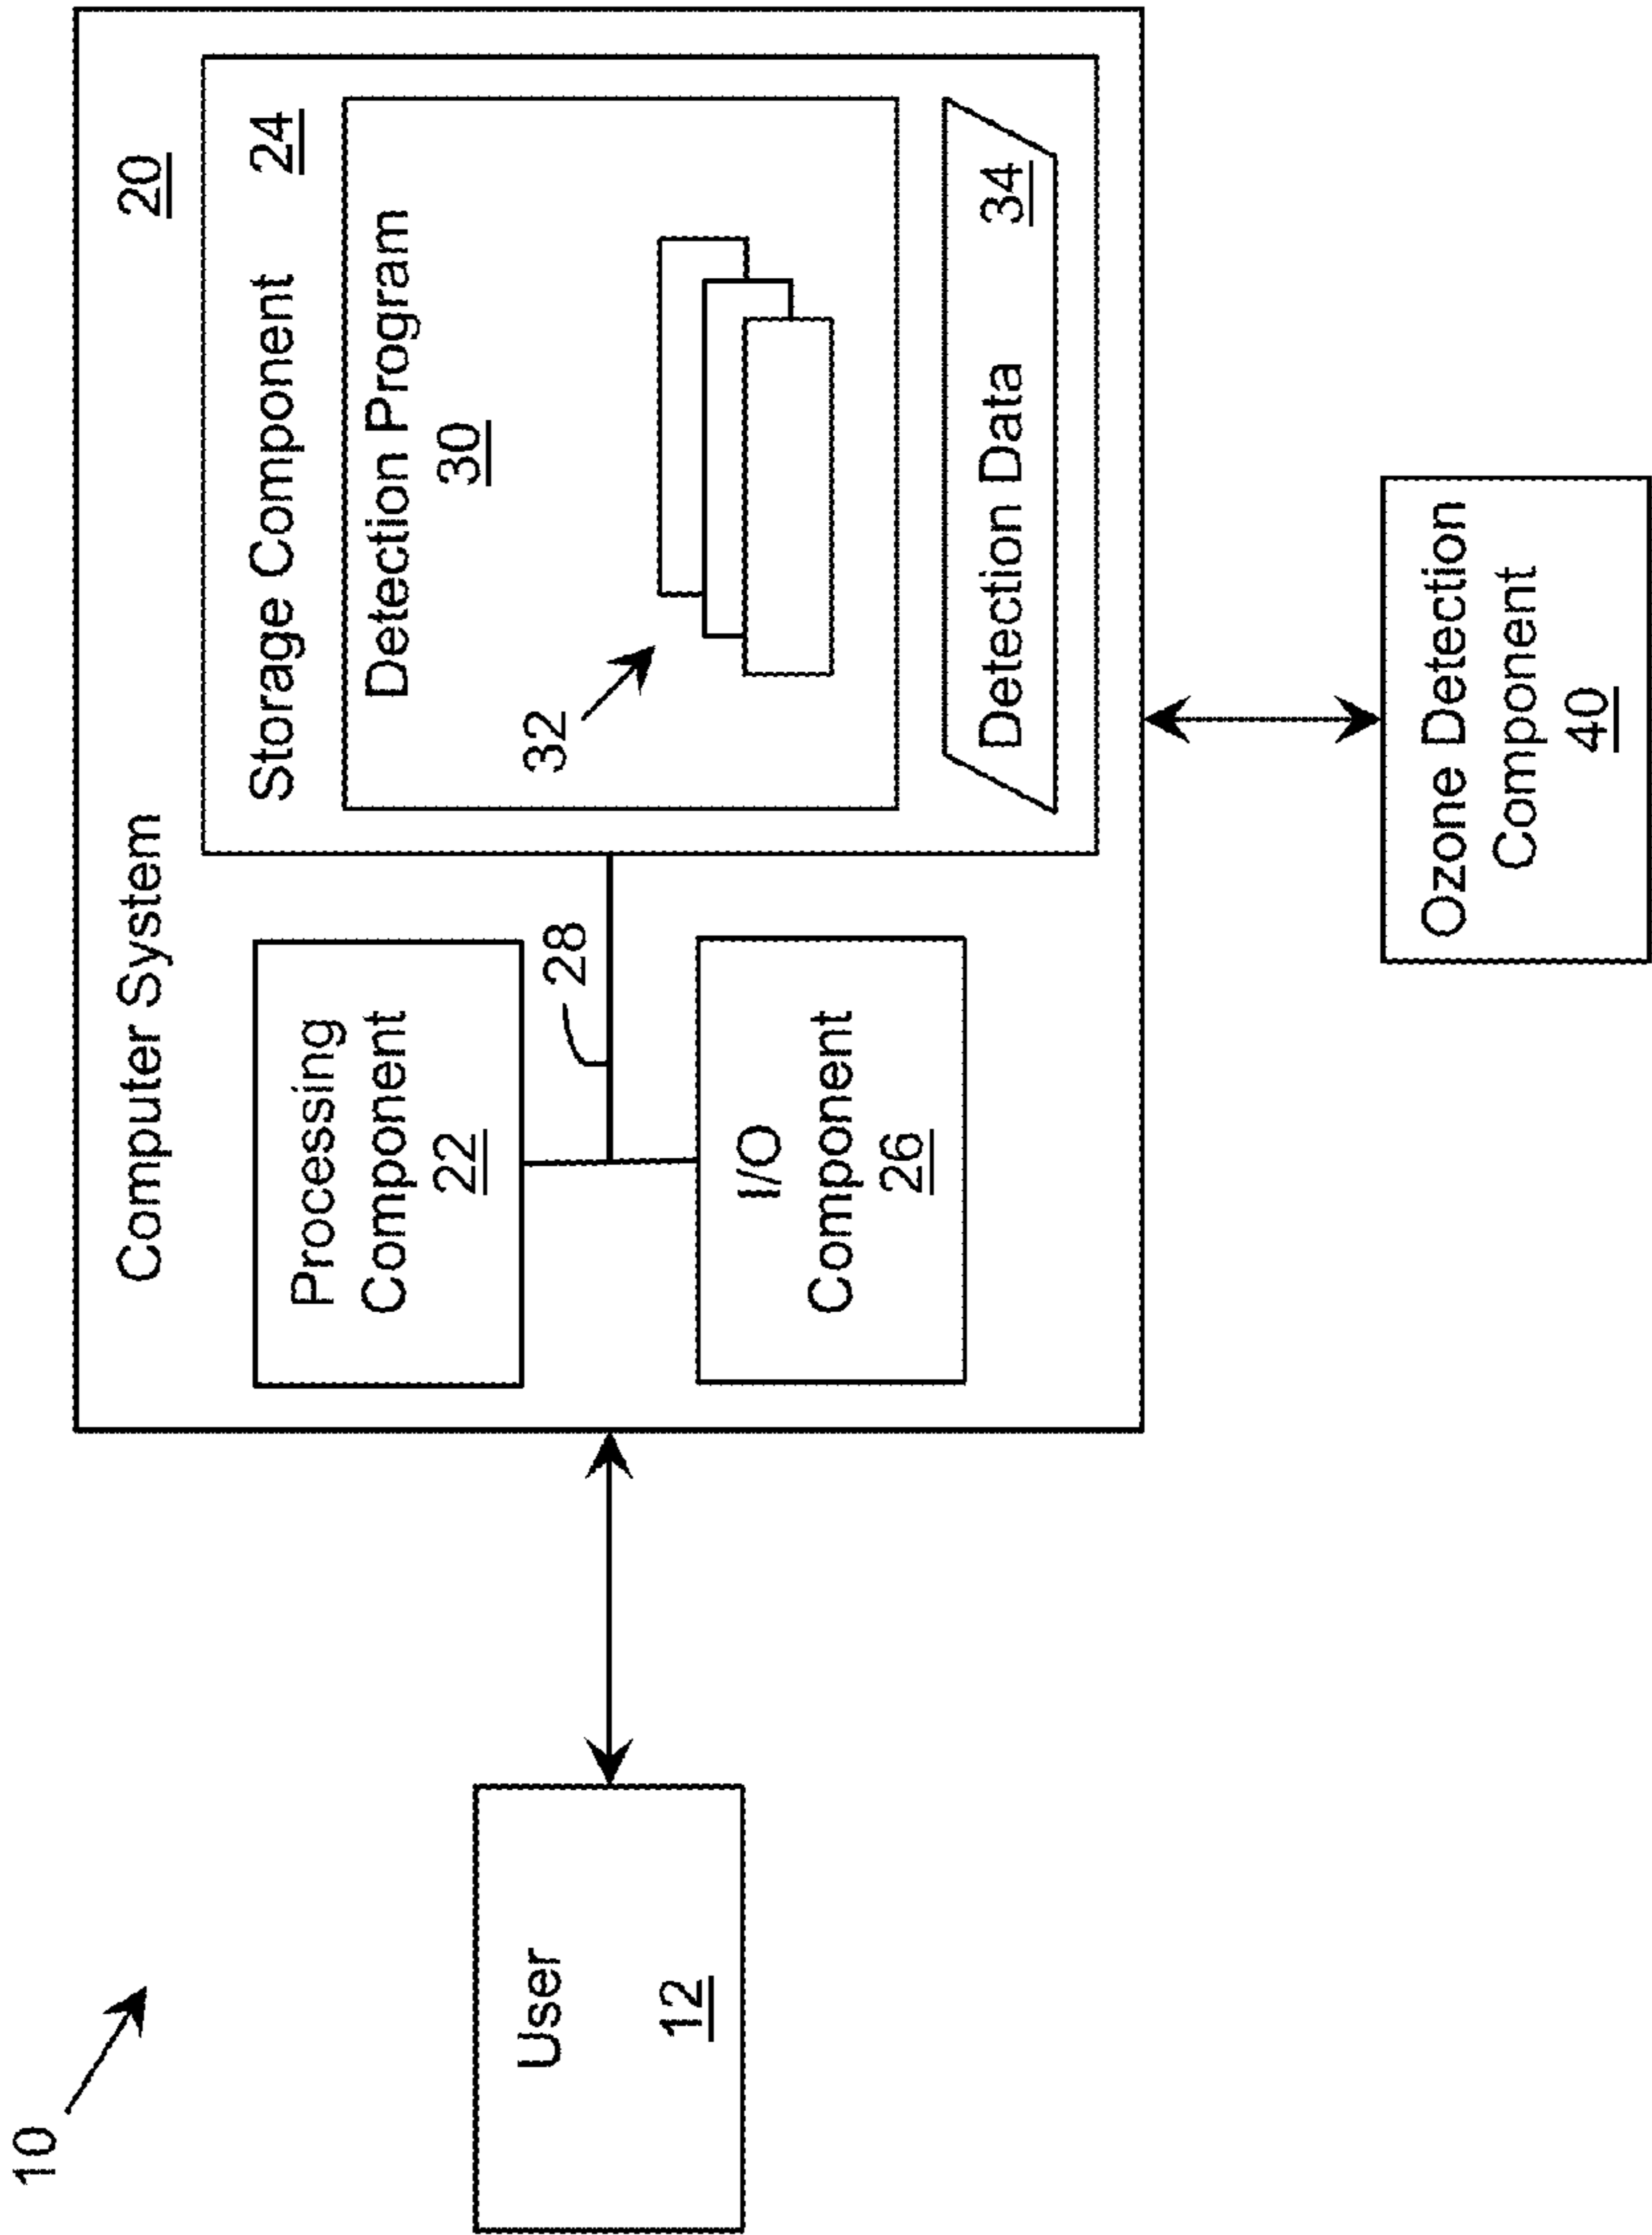 10
Computer System
20
Storage Component
24
Processing
Component
22
Detection Program
30
28
32
User
12
I/O
Component
26
Detection Data
34
Ozone Detection
Component
40